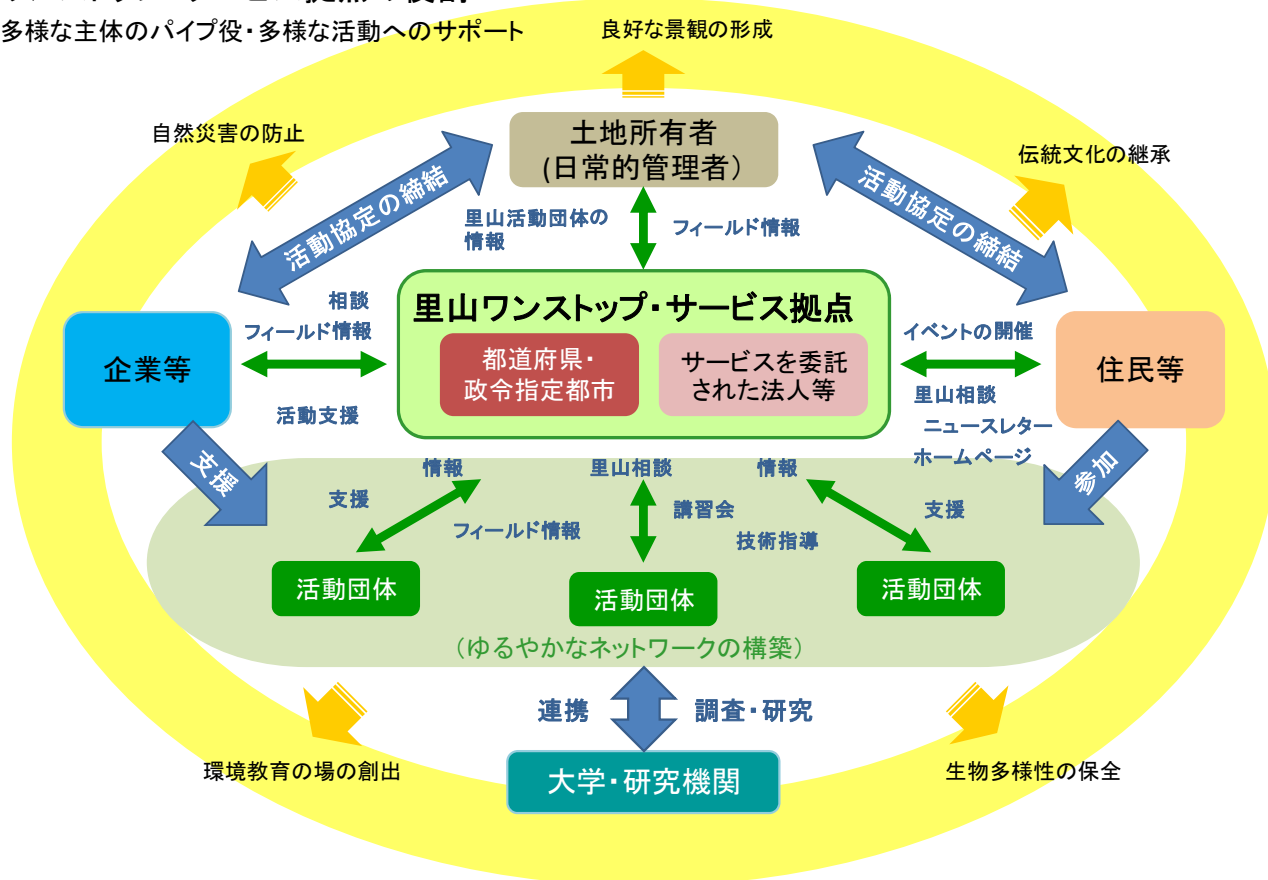 多様な主体のパイプ役・多様な活動へのサポート
良好な景観の形成
自然災害の防止
伝統文化の継承
土地所有者
(日常的管理者）
活動協定の締結
活動協定の締結
里山活動団体の
情報
フィールド情報
里山ワンストップ・サービス拠点
都道府県・
政令指定都市
サービスを委託
された法人等
相談
フィールド情報
活動支援
企業等
イベントの開催
里山相談
ニュースレター
ホームページ
住民等
支援
参加
情報
支援
フィールド情報
里山相談
講習会
技術指導
情報
支援
活動団体
活動団体
活動団体
（ゆるやかなネットワークの構築）
連携
調査・研究
大学・研究機関
環境教育の場の創出
生物多様性の保全